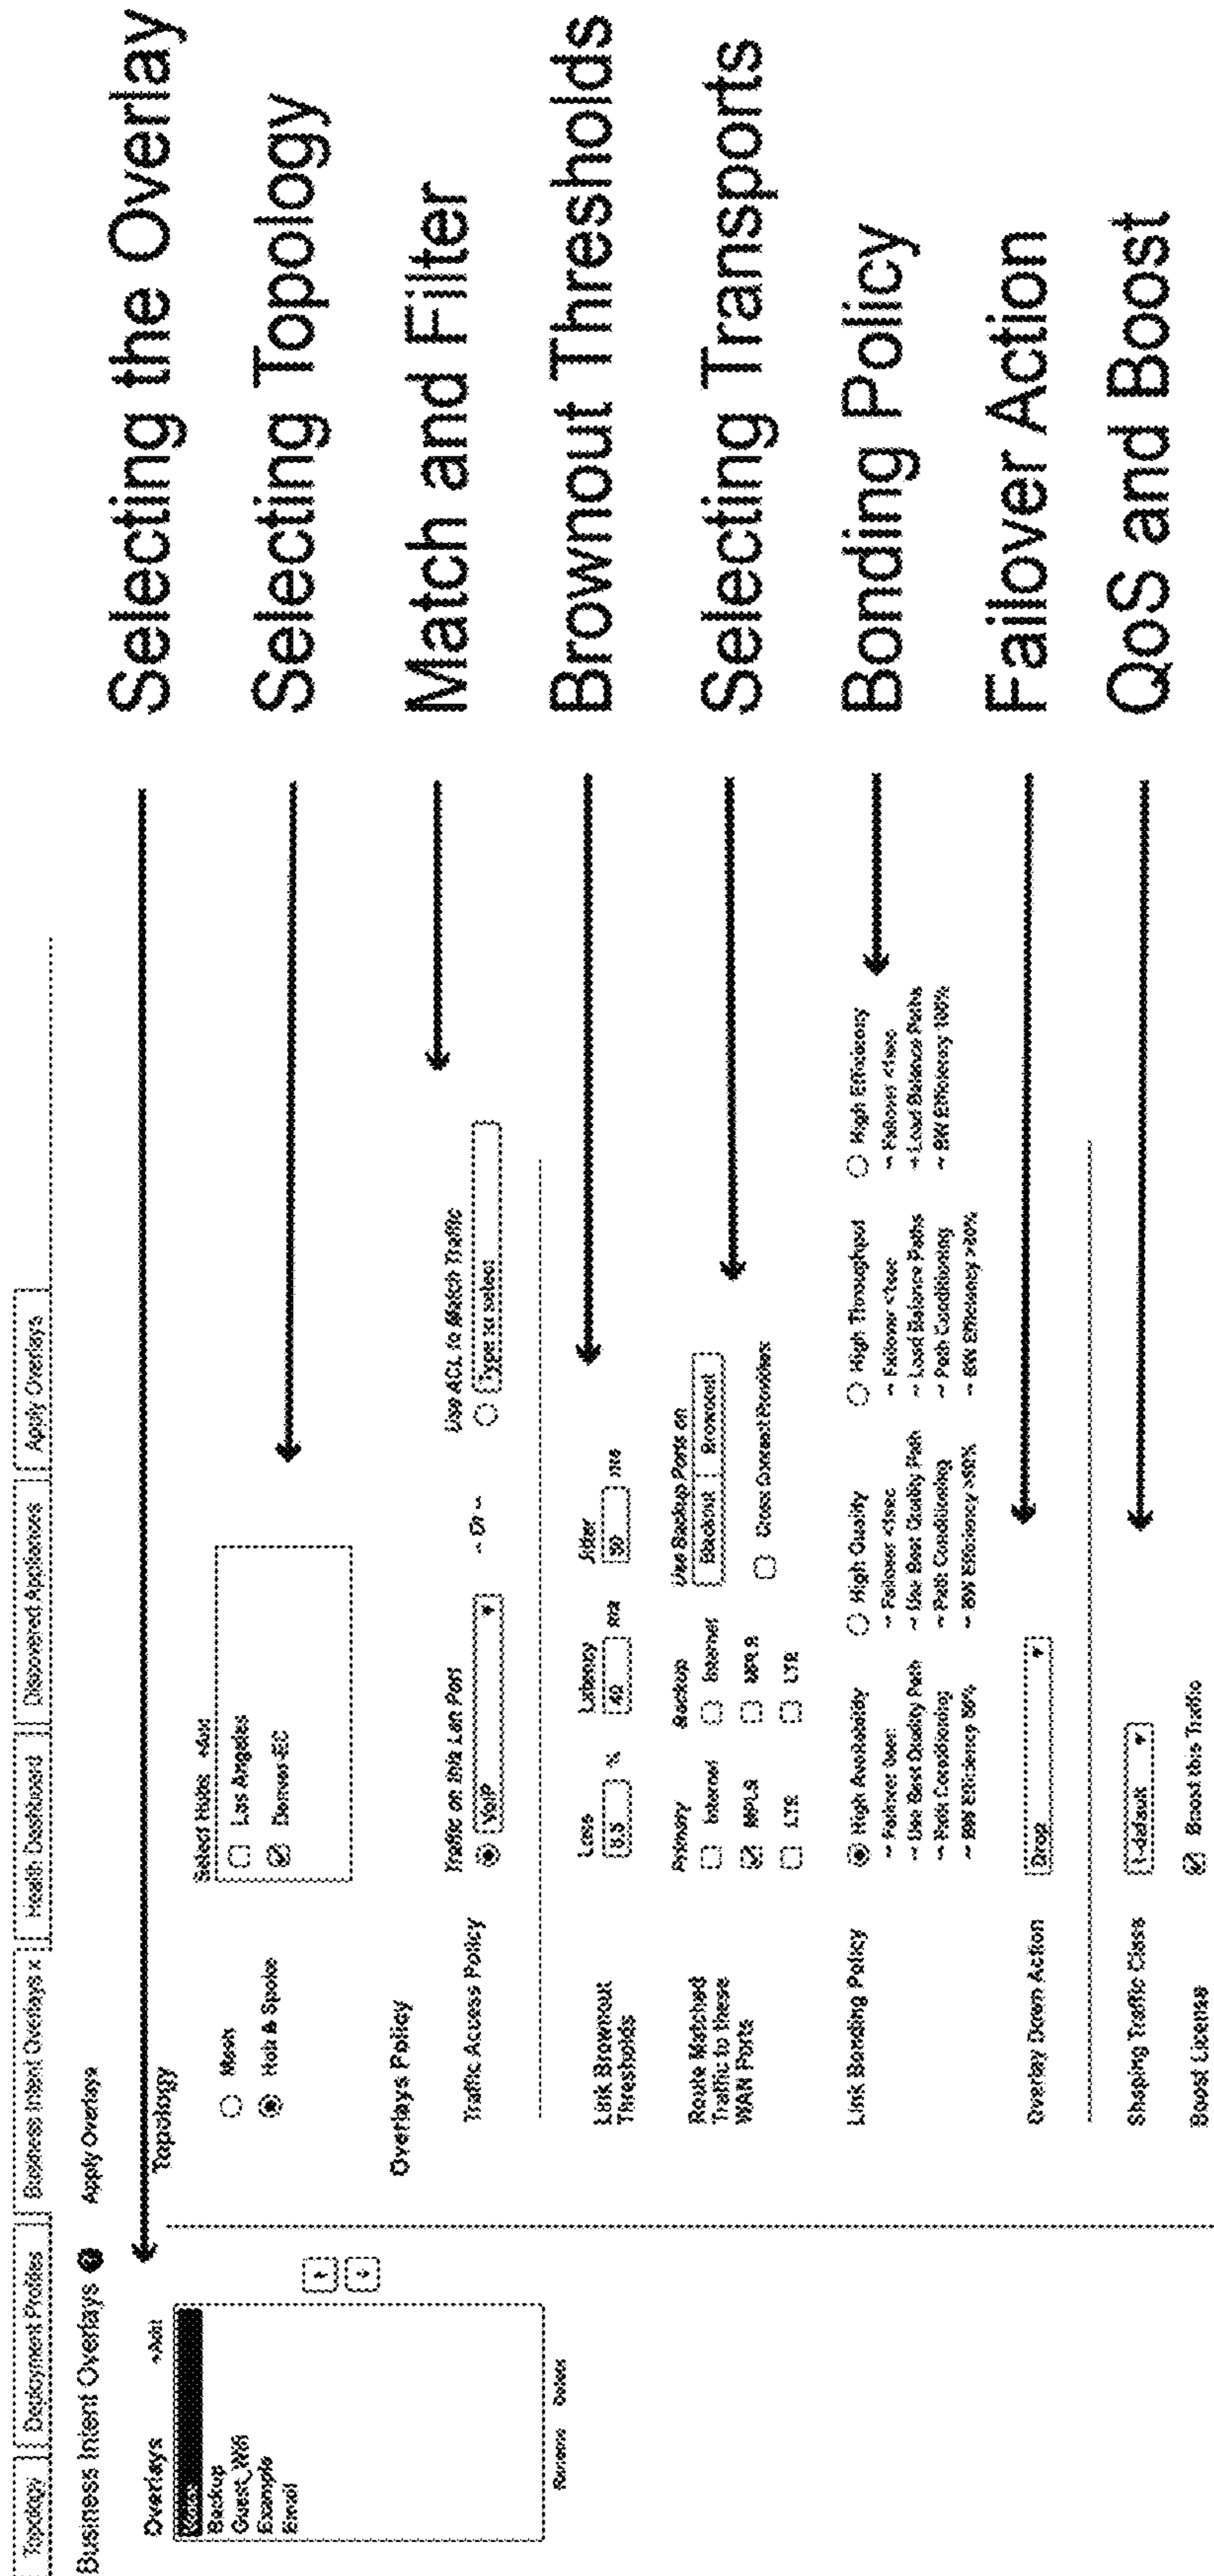 Topology Deployment Profiles Business Intent Overlays x Health Dashboard Discovered Appliances Apply Overlays
Business Intent Overlays ? Apply Overlays
Overlays +Add
Backup
Guest_Wifi
Example
Email
Rename Delete
Topology
Mesh
Hub & Spoke
Select Hubs: +Add
Los Angeles
Denver-EC
Overlays Policy
Traffic Access Policy
Traffic on this Lan Port
VoIP
Use ACL to Match Traffic
Type to select
Link Brownout
Thresholds
Loss Latency Jitter
0.5 % 40 30 ms
Route Matched
Traffic to these
WAN Ports
Primary Backup Use Backup Ports on
Internet Internet Blackout Brownout
MPLS MPLS
LTE LTE Cross Connect Providers
Link Bonding Policy
High Availability
~ Use Best Quality Path
~ Path Conditioning
~ BW Efficiency 50%
High Quality
~ Failover <1sec
~ Use Best Quality Path
~ Path Conditioning
High Throughput
~ Failover <1sec
~ Load Balance Paths
~ Path Conditioning
High Efficiency
~ Failover <1sec
~ Load Balance Paths
~ BW Efficiency 100%
Overlay Down Action
Drop
Shaping Traffic Class
1-default
Boost License
Boost this Traffic
Selecting the Overlay
Selecting Topology
Match and Filter
Brownout Thresholds
Selecting Transports
Bonding Policy
Failover Action
QoS and Boost